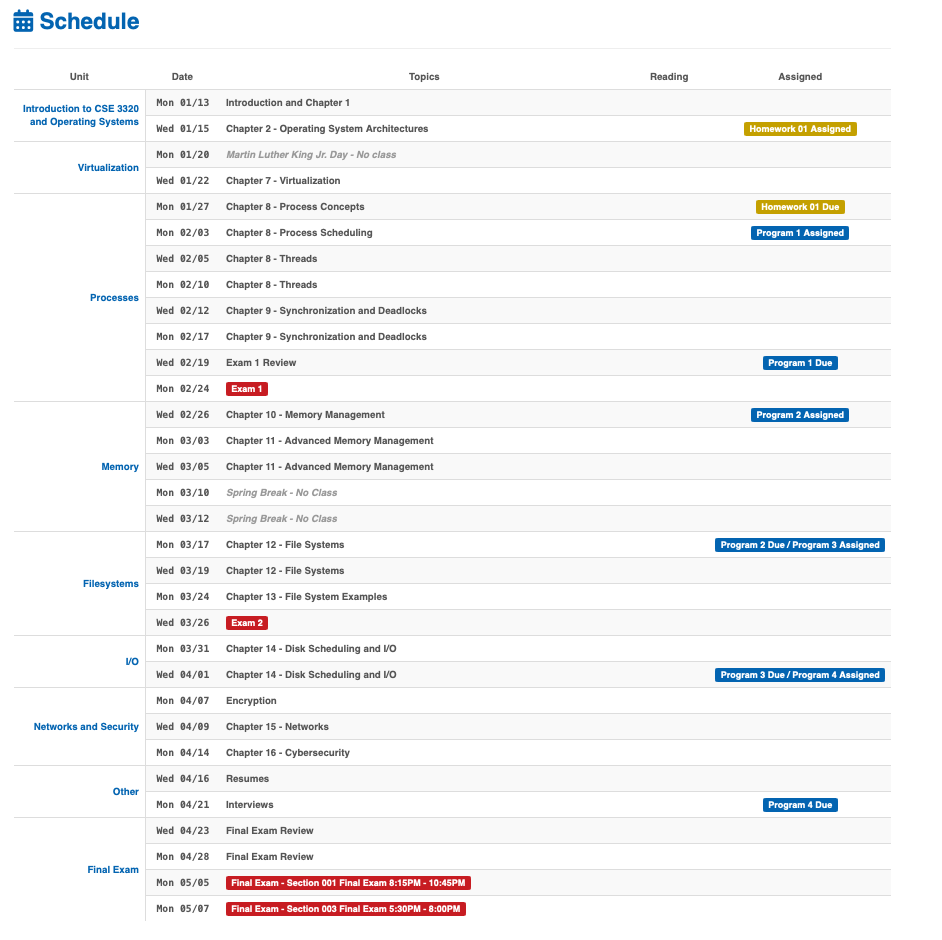 Schedule
Unit Date Topics Reading Assigned
Introduction to CSE 3320
and Operating Systems
Mon 01/13 Introduction and Chapter 1
Wed 01/15 Chapter 2 - Operating System Architectures Homework 01 Assigned
Virtualization
Mon 01/20 Martin Luther King Jr. Day - No class
Wed 01/22 Chapter 7 - Virtualization
Processes
Mon 01/27 Chapter 8 - Process Concepts Homework 01 Due
Mon 02/03 Chapter 8 - Process Scheduling Program 1 Assigned
Wed 02/05 Chapter 8 - Threads
Mon 02/10 Chapter 8 - Threads
Wed 02/12 Chapter 9 - Synchronization and Deadlocks
Mon 02/17 Chapter 9 - Synchronization and Deadlocks
Wed 02/19 Exam 1 Review Program 1 Due
Mon 02/24 Exam 1
Memory
Wed 02/26 Chapter 10 - Memory Management Program 2 Assigned
Mon 03/03 Chapter 11 - Advanced Memory Management
Wed 03/05 Chapter 11 - Advanced Memory Management
Mon 03/10 Spring Break - No Class
Wed 03/12 Spring Break - No Class
Filesystems
Mon 03/17 Chapter 12 - File Systems Program 2 Due / Program 3 Assigned
Wed 03/19 Chapter 12 - File Systems
Mon 03/24 Chapter 13 - File System Examples
Wed 03/26 Exam 2
I/O
Mon 03/31 Chapter 14 - Disk Scheduling and I/O
Wed 04/01 Chapter 14 - Disk Scheduling and I/O Program 3 Due / Program 4 Assigned
Networks and Security
Mon 04/07 Encryption
Wed 04/09 Chapter 15 - Networks
Mon 04/14 Chapter 16 - Cybersecurity
Other
Wed 04/16 Resumes
Mon 04/21 Interviews Program 4 Due
Final Exam
Wed 04/23 Final Exam Review
Mon 04/28 Final Exam Review
Mon 05/05 Final Exam - Section 001 Final Exam 8:15PM - 10:45PM
Mon 05/07 Final Exam - Section 003 Final Exam 5:30PM - 8:00PM